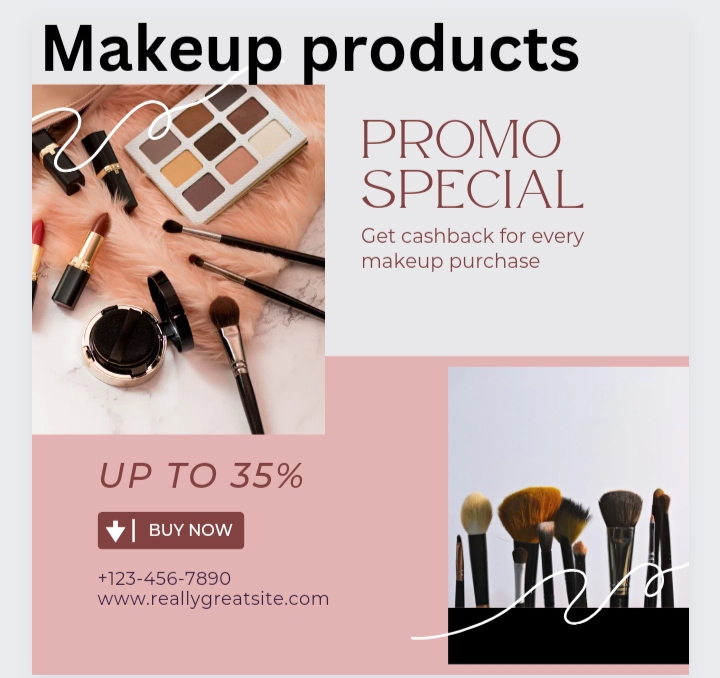 Makeup products
PROMO
SPECIAL
Get cashback for every
makeup purchase
UP TO 35%
BUY NOW
+123-456-7890
www.reallygreatsite.com